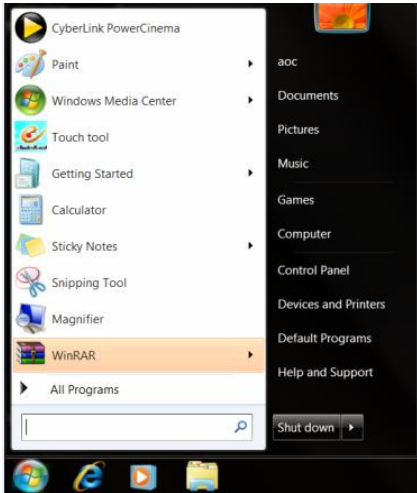 CyberLink PowerCinema
Paint
Windows Media Center
Touch tool
Getting Started
Calculator
Sticky Notes
Snipping Tool
Magnifier
WinRAR
All Programs
aoc
Documents
Pictures
Music
Games
Computer
Control Panel
Devices and Printers
Default Programs
Help and Support
Shut down